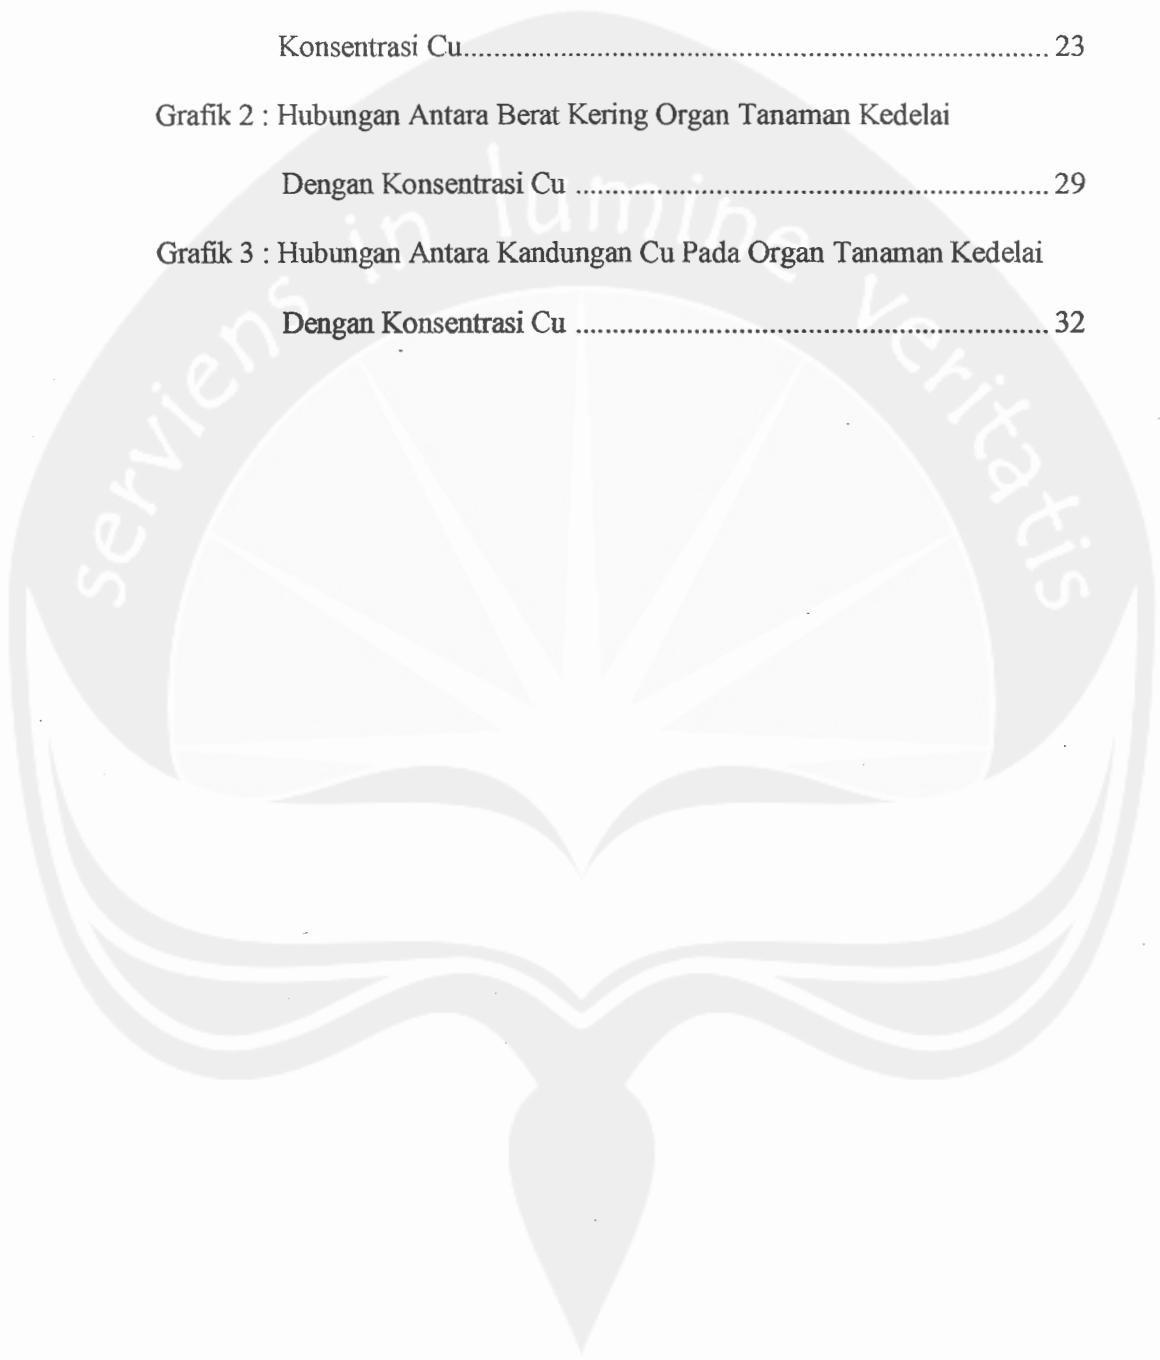 Konsentrasi Cu............................................................................ 23
Grafik 2 : Hubungan Antara Berat Kering Organ Tanaman Kedelai
Dengan Konsentrasi Cu ............................................................. 29
Grafik 3 : Hubungan Antara Kandungan Cu Pada Organ Tanaman Kedelai
Dengan Konsentrasi Cu ............................................................. 32
serviens in lumine veritatis